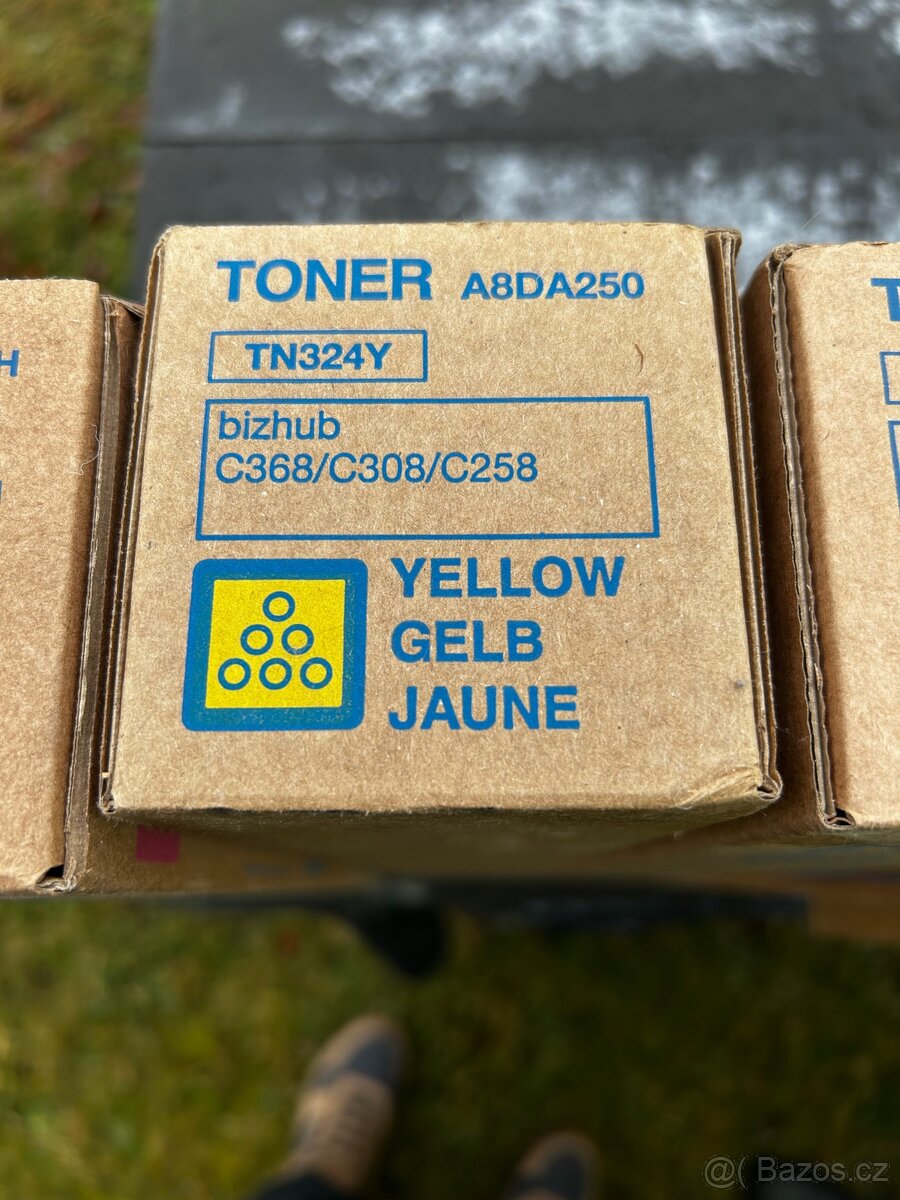 TONER A8DA250
TN324Y
bizhub
C368/C308/C258
YELLOW
GELB
JAUNE
H
T
@( Bazos.cz